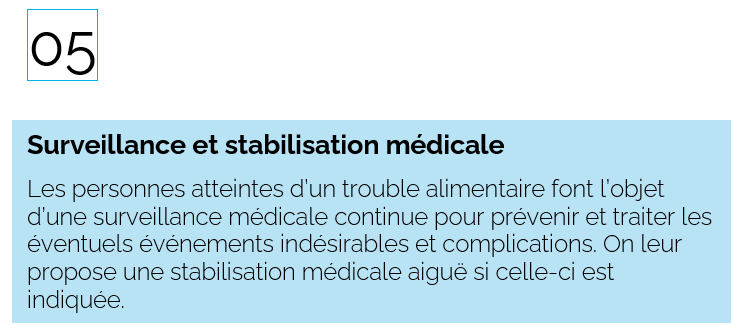 05
Surveillance et stabilisation médicale
Les personnes atteintes d’un trouble alimentaire font l’objet
d’une surveillance médicale continue pour prévenir et traiter les
éventuels événements indésirables et complications. On leur
propose une stabilisation médicale aiguë si celle-ci est
indiquée.